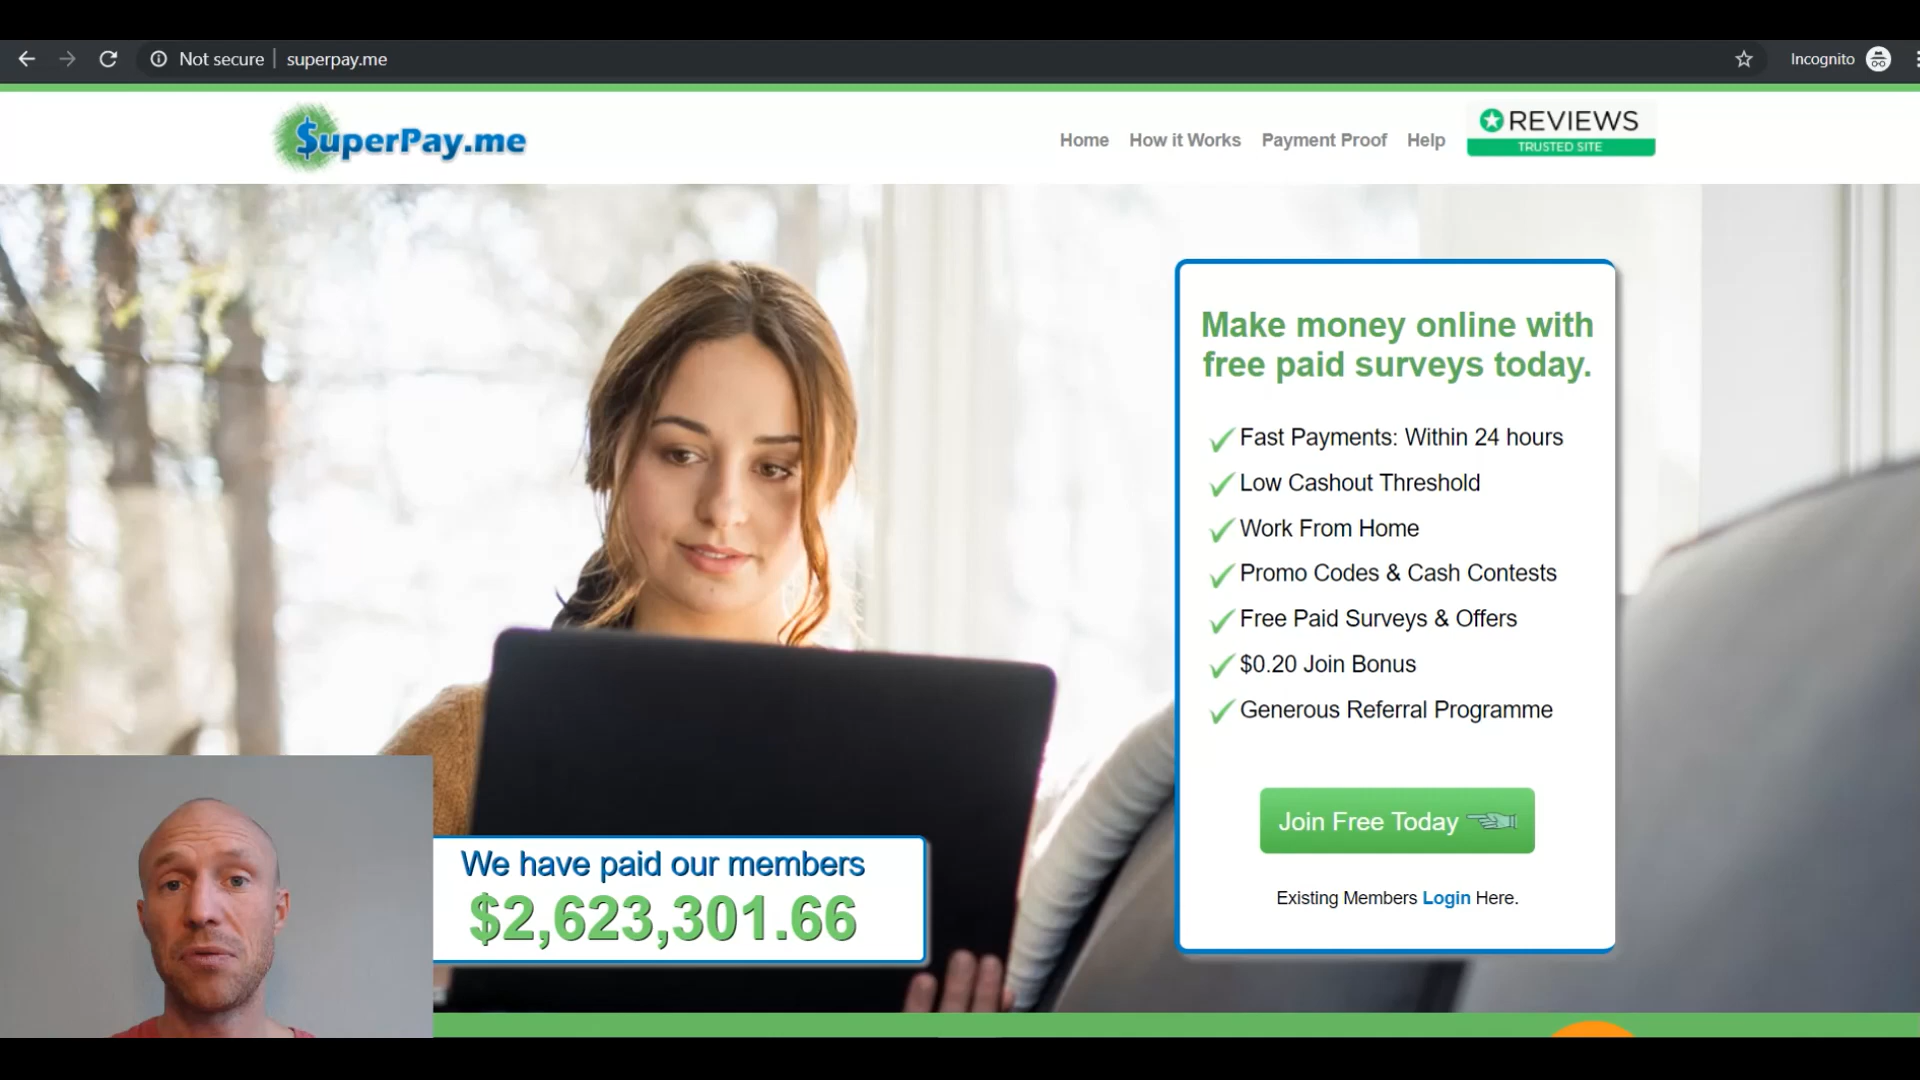 Not secure superpay.me
Incognito
$uperPay.me
Home How it Works Payment Proof Help
REVIEWS
TRUSTED SITE
Make money online with
free paid surveys today.
Fast Payments: Within 24 hours
Low Cashout Threshold
Work From Home
Promo Codes & Cash Contests
Free Paid Surveys & Offers
$0.20 Join Bonus
Generous Referral Programme
Join Free Today
Existing Members Login Here.
We have paid our members
$2,623,301.66